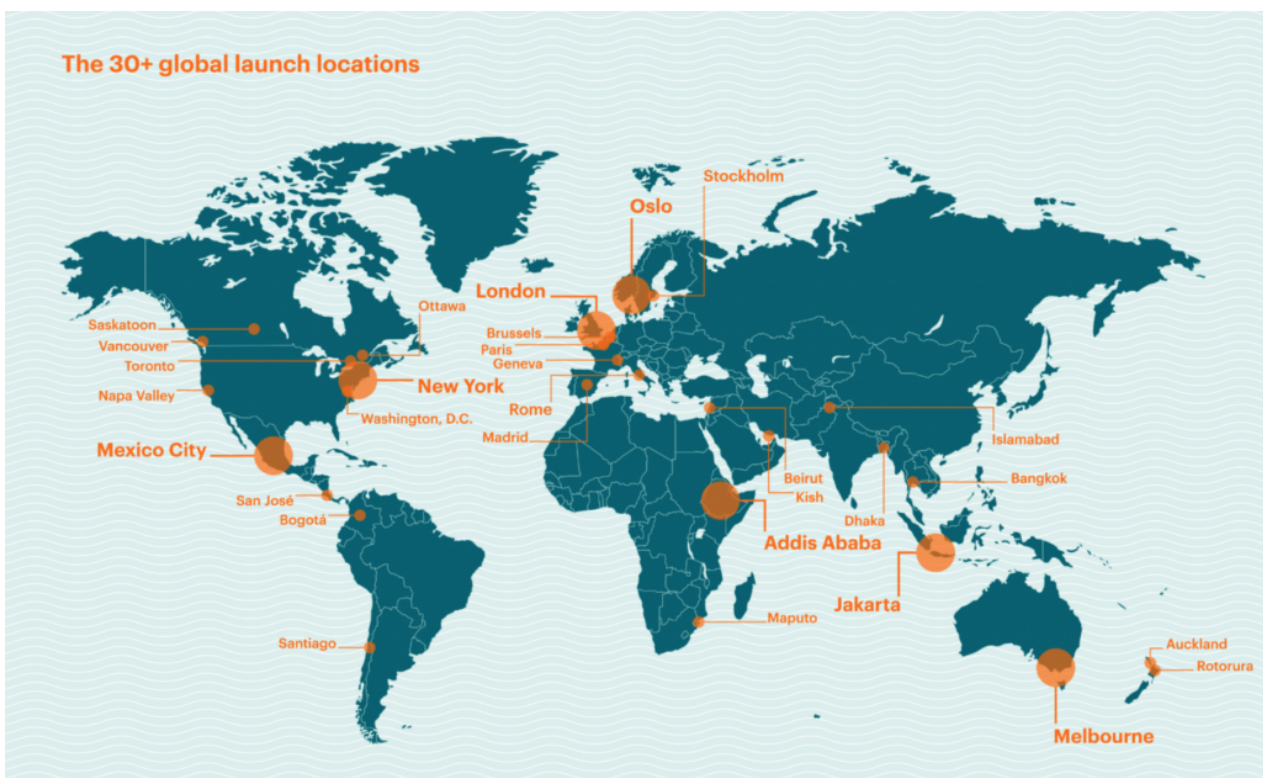 The 30+ global launch locations
Stockholm
Oslo
London
Ottawa
Saskatoon
Brussels
Vancouver
Paris
Toronto
Geneva
New York
Napa Valley
Rome
Washington, D.C.
Madrid
Islamabad
Mexico City
Beirut
Bangkok
San José
Kish
Bogotá
Dhaka
Addis Ababa
Jakarta
Maputo
Santiago
Auckland
Rotorura
Melbourne